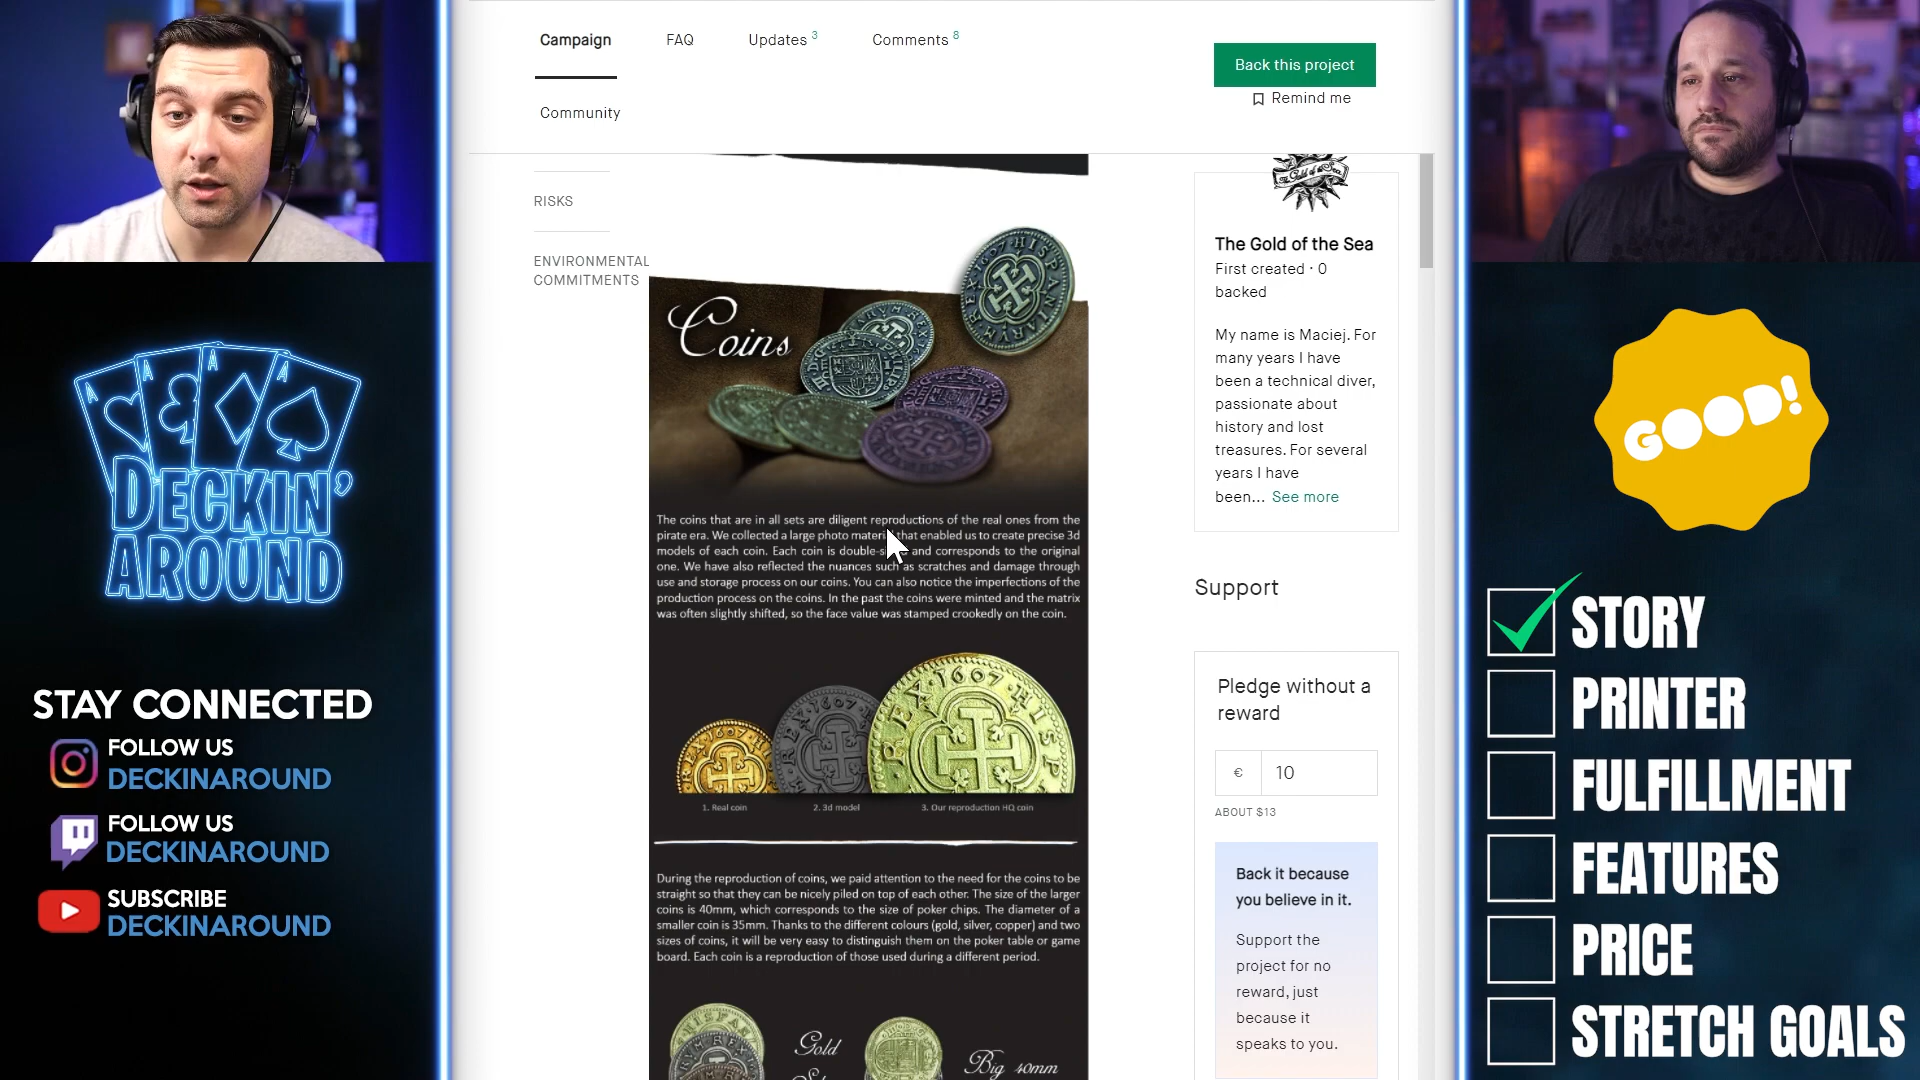 Campaign
FAQ
Updates 3
Comments 8
Community
Back this project
Remind me
RISKS
ENVIRONMENTAL
COMMITMENTS
Coins
The coins that are in all sets are diligent reproductions of the real ones from the
pirate era. We collected a large photo material that enabled us to create precise 3d
models of each coin. Each coin is double- and corresponds to the original
one. We have also reflected the nuances such as scratches and damage through
use and storage process on our coins. You can also notice the imperfections of the
production process on the coins. In the past the coins were minted and the matrix
was often slightly shifted, so the face value was stamped crookedly on the coin.
REX·1607·HISP
1. Real coin
2. 3d model
3. Our reproduction HQ coin
During the reproduction of coins, we paid attention to the need for the coins to be
straight so that they can be nicely piled on top of each other. The size of the larger
coins is 40mm, which corresponds to the size of poker chips. The diameter of a
smaller coin is 35mm. Thanks to the different colours (gold, silver, copper) and two
sizes of coins, it will be very easy to distinguish them on the poker table or game
board. Each coin is a reproduction of those used during a different period.
Gold
Big 40mm
The Gold of the Sea
First created · 0
backed
My name is Maciej. For
many years I have
been a technical diver,
passionate about
history and lost
treasures. For several
years I have
been... See more
Support
Pledge without a
reward
€ 10
ABOUT $13
Back it because
you believe in it.
Support the
project for no
reward, just
because it
speaks to you.
A A A A
DECKIN'
AROUND
STAY CONNECTED
FOLLOW US
DECKINAROUND
FOLLOW US
DECKINAROUND
SUBSCRIBE
DECKINAROUND
GOOD!
STORY
PRINTER
FULFILLMENT
FEATURES
PRICE
STRETCH GOALS